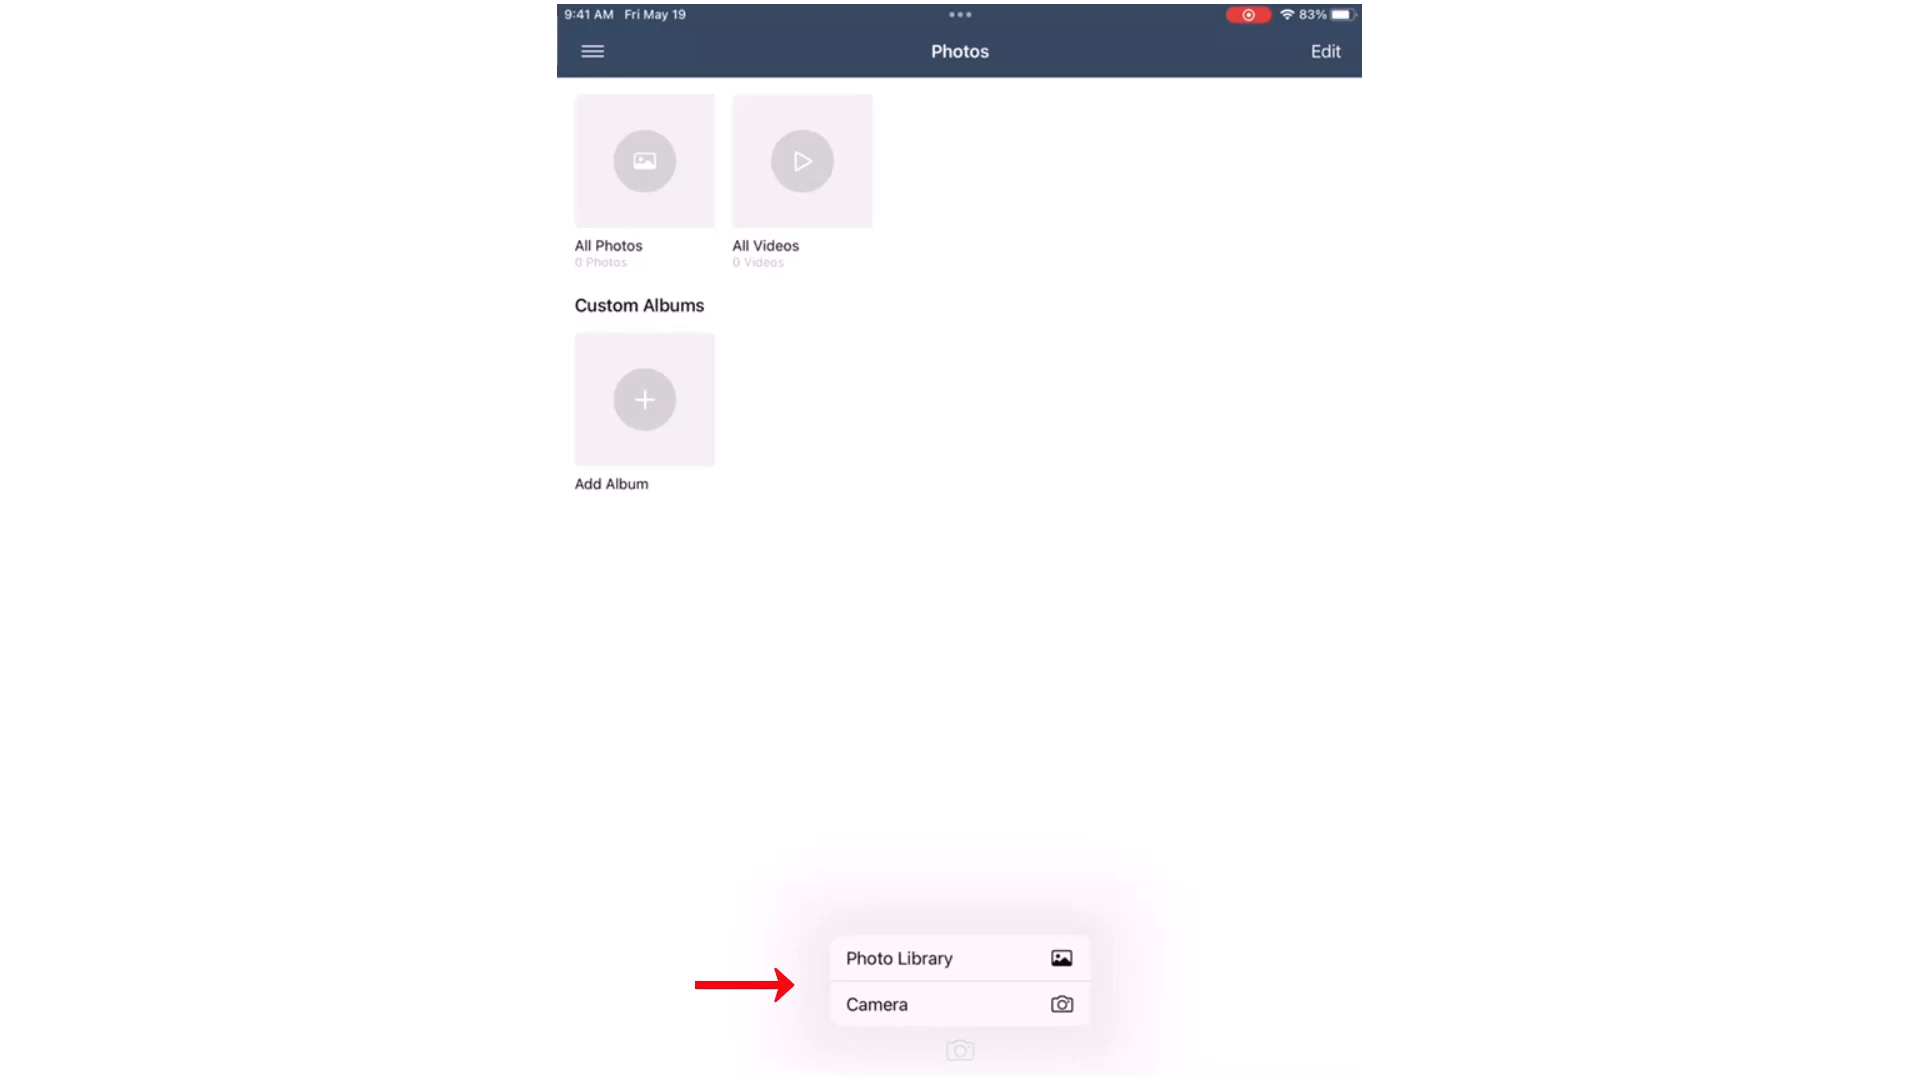 9:41 AM Fri May 19 83%
Photos Edit
All Photos All Videos
0 Photos 0 Videos
Custom Albums
Add Album
Photo Library
Camera